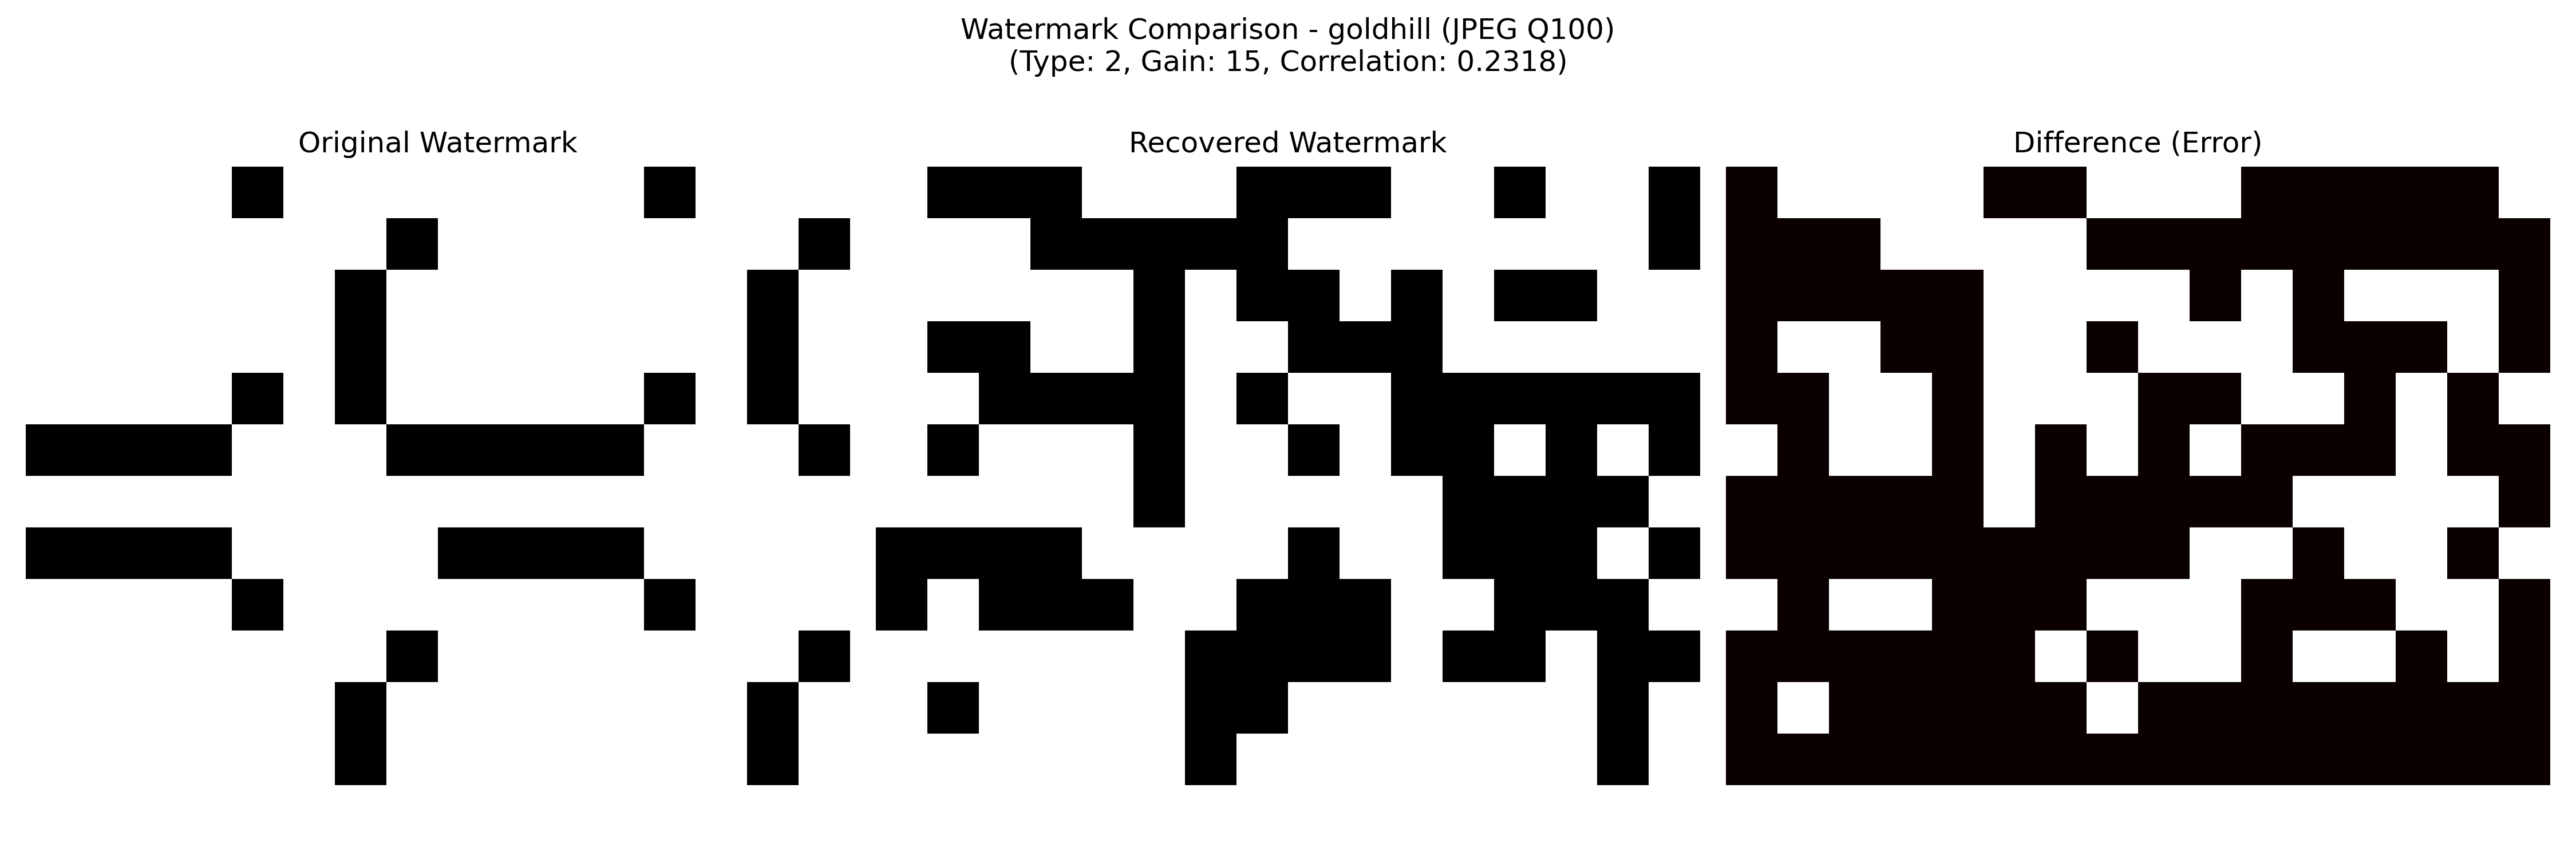 Watermark Comparison - goldhill (JPEG Q100)
(Type: 2, Gain: 15, Correlation: 0.2318)
Original Watermark
Recovered Watermark
Difference (Error)